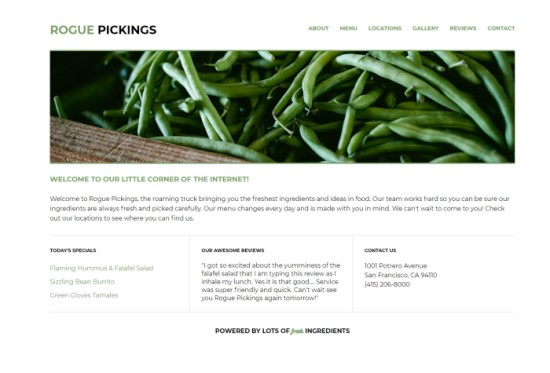 ROGUE PICKINGS
ABOUT MENU LOCATIONS GALLERY REVIEWS CONTACT
WELCOME TO OUR LITTLE CORNER OF THE INTERNET!
Welcome to Rogue Pickings, the roaming truck bringing you the freshest ingredients and ideas in food. Our team works hard so you can be sure our
ingredients are always fresh and picked carefully. Our menu changes every day and is made with you in mind. We can't wait to come to you! Check
out our locations to see where you can find us.
TODAY'S SPECIALS
Flaming Hummus & Falafel Salad
Sizzling Bean Burrito
Green Gloves Tamales
OUR AWESOME REVIEWS
"I got so excited about the yumminess of the
falafel salad that I am typing this review as I
inhale my lunch. Yes it is that good... Service
was super friendly and quick. Can't wait see
you Rogue Pickings again tomorrow!"
CONTACT US
1001 Potrero Avenue
San Francisco, CA 94110
(415) 206-8000
POWERED BY LOTS OF fresh INGREDIENTS